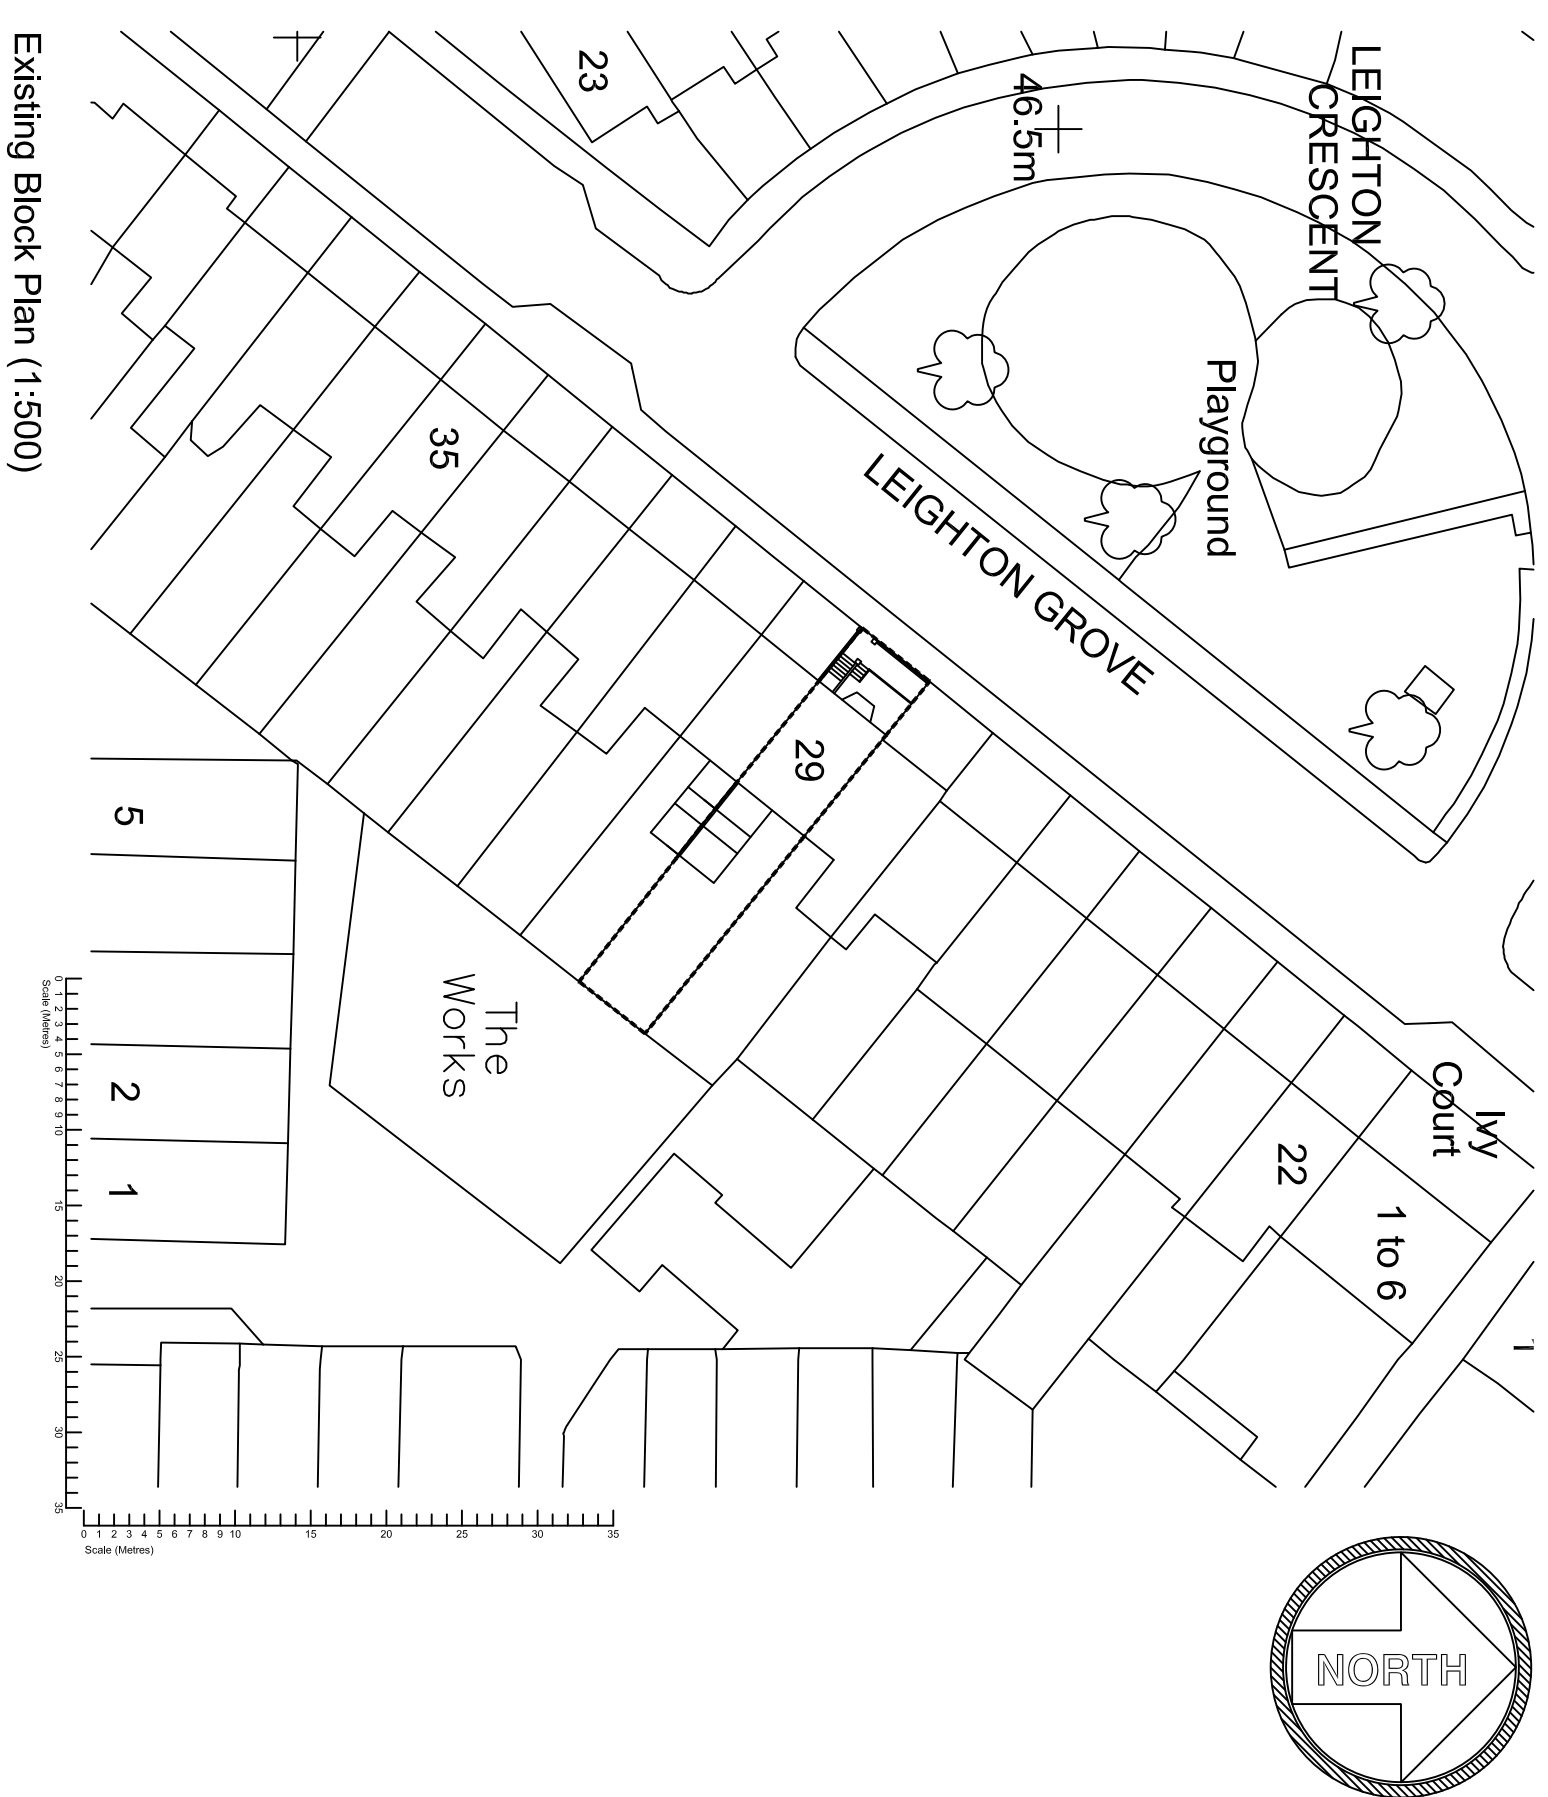 Existing Block Plan (1:500)
23
46.5m
LEIGHTON
CRESCENT
Playground
LEIGHTON GROVE
35
29
The
Works
5
2
1
22
1 to 6
Ivy
Court
0 1 2 3 4 5 6 7 8 9 10 15 20 25 30 35
Scale (Metres)
0 1 2 3 4 5 6 7 8 9 10 15 20 25 30 35
Scale (Metres)
NORTH